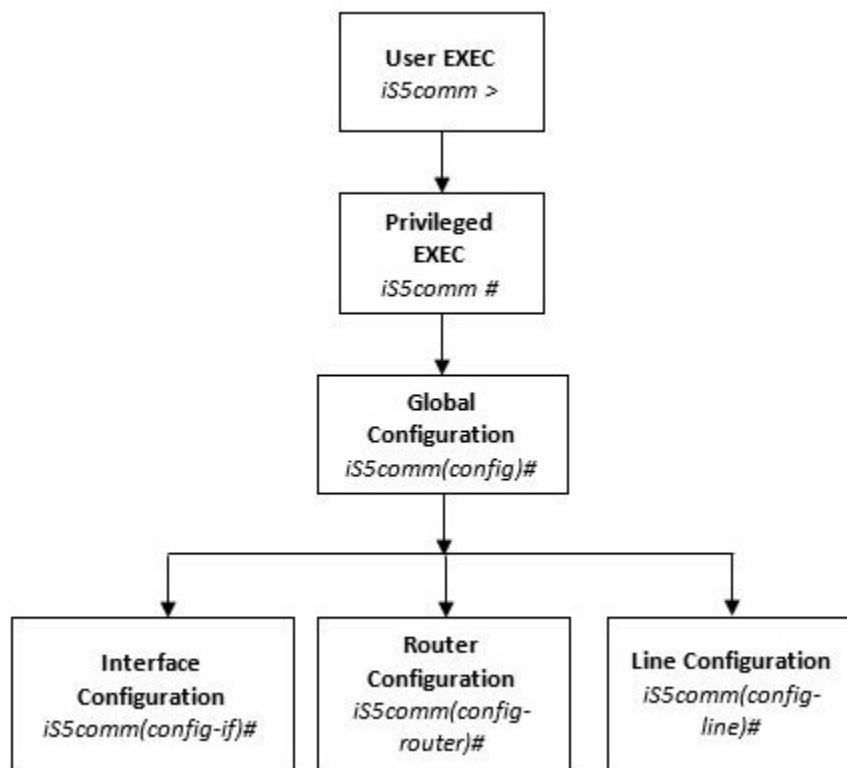 User EXEC
iS5comm >
Privileged
EXEC
iS5comm #
Global
Configuration
iS5comm(config)#
Interface
Configuration
iS5comm(config-if)#
Router
Configuration
iS5comm(config-
router)#
Line Configuration
iS5comm(config-
line)#